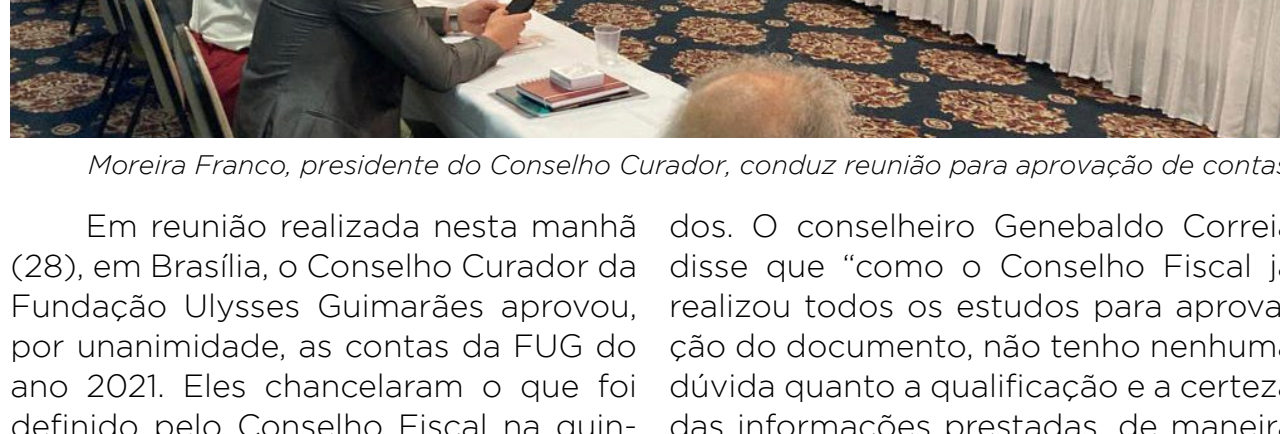 Moreira Franco, presidente do Conselho Curador, conduz reunião para aprovação de contas
Em reunião realizada nesta manhã
(28), em Brasília, o Conselho Curador da
Fundação Ulysses Guimarães aprovou,
por unanimidade, as contas da FUG do
ano 2021. Eles chancelaram o que foi
definido pelo Conselho Fiscal na quin-
dos. O conselheiro Genebaldo Correia
disse que “como o Conselho Fiscal já
realizou todos os estudos para aprova-
ção do documento, não tenho nenhuma
dúvida quanto a qualificação e a certeza
das informações prestadas, de maneira